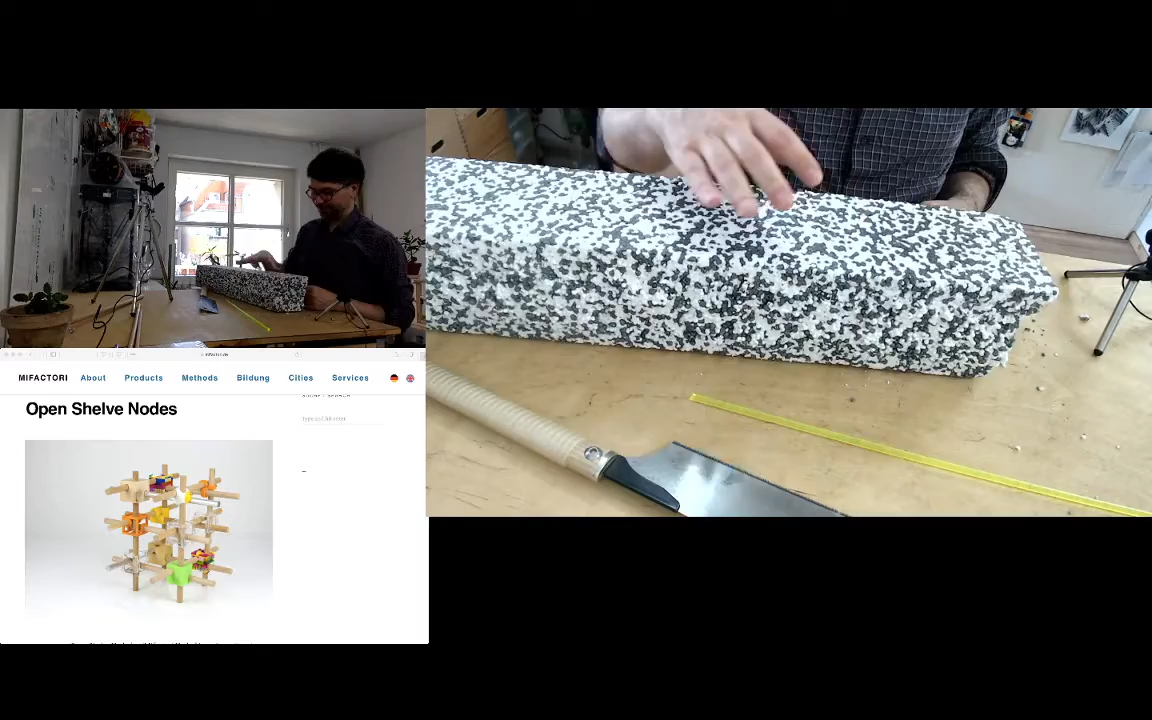 MIFACTORI About Products Methods Bildung Cities Services
Open Shelve Nodes